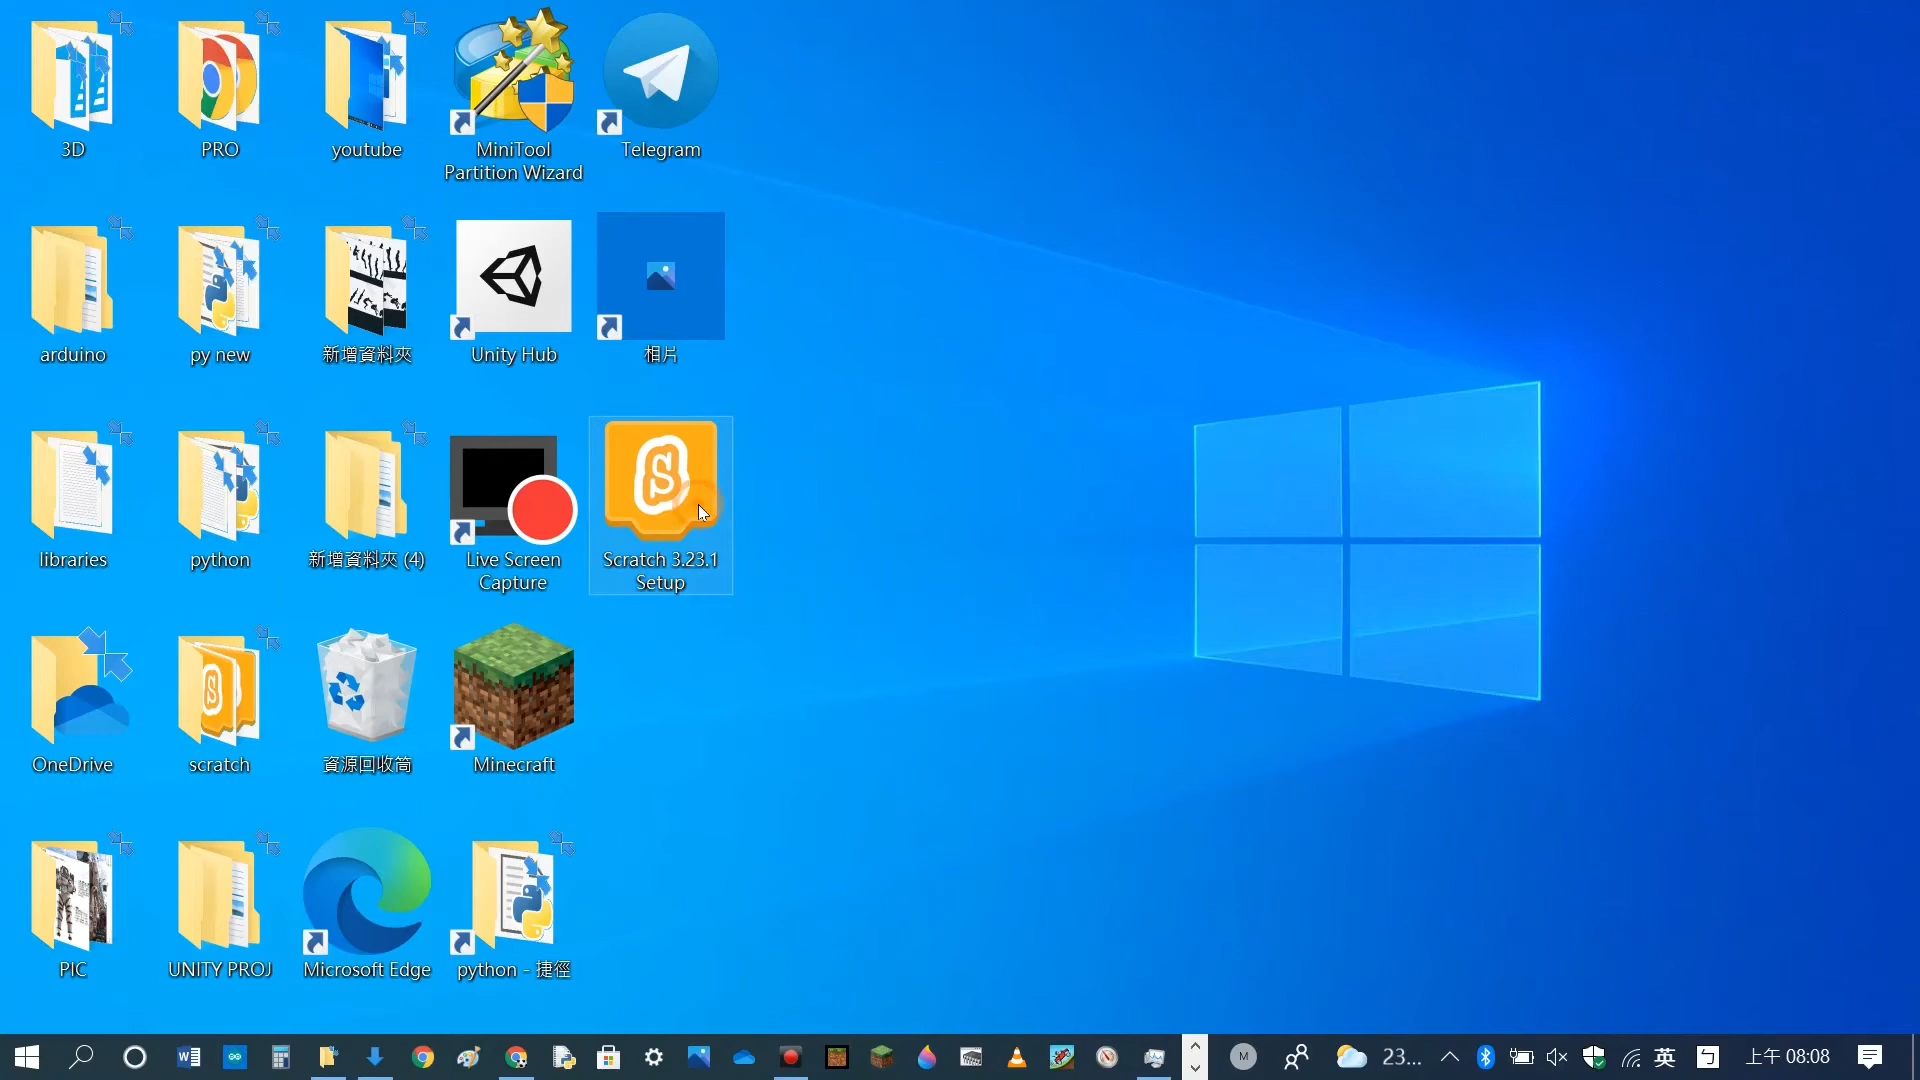 3D
PRO
youtube
MiniTool
Partition Wizard
Telegram
arduino
py new
新增資料夾
Unity Hub
相片
libraries
python
新增資料夾 (4)
Live Screen
Capture
Scratch 3.23.1
Setup
OneDrive
scratch
資源回收筒
Minecraft
PIC
UNITY PROJ
Microsoft Edge
python - 捷徑
M
23...
英
上午 08:08